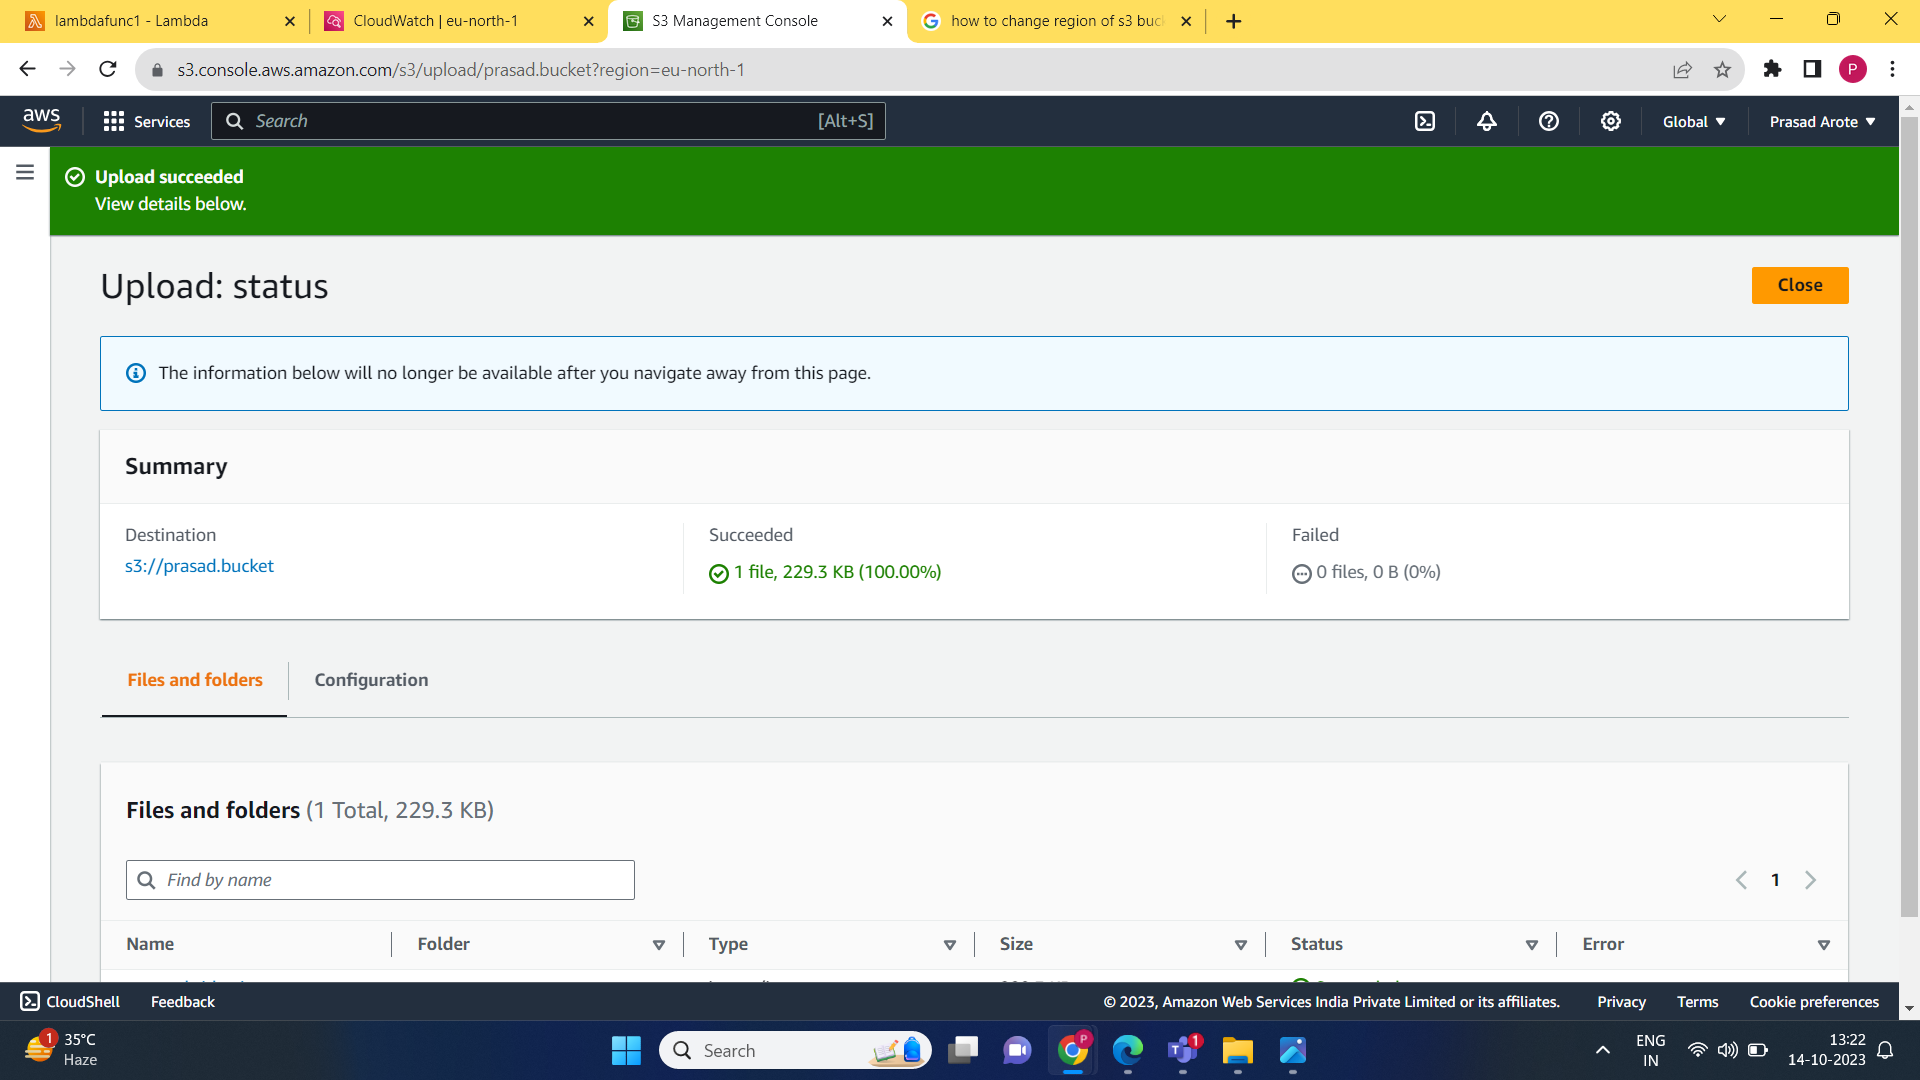 lambdafunc1 - Lambda
CloudWatch | eu-north-1
S3 Management Console
how to change region of s3 buc
s3.console.aws.amazon.com/s3/upload/prasad.bucket?region=eu-north-1
P
aws
Services
Search
[Alt+S]
Global
Prasad Arote
Upload succeeded
View details below.
Upload: status
Close
The information below will no longer be available after you navigate away from this page.
Summary
Destination
s3://prasad.bucket
Succeeded
1 file, 229.3 KB (100.00%)
Failed
0 files, 0 B (0%)
Files and folders
Configuration
Files and folders (1 Total, 229.3 KB)
Find by name
1
Name
Folder
Type
Size
Status
Error
CloudShell
Feedback
© 2023, Amazon Web Services India Private Limited or its affiliates.
Privacy
Terms
Cookie preferences
1
35°C
Haze
Search
P
1
ENG
IN
13:22
14-10-2023